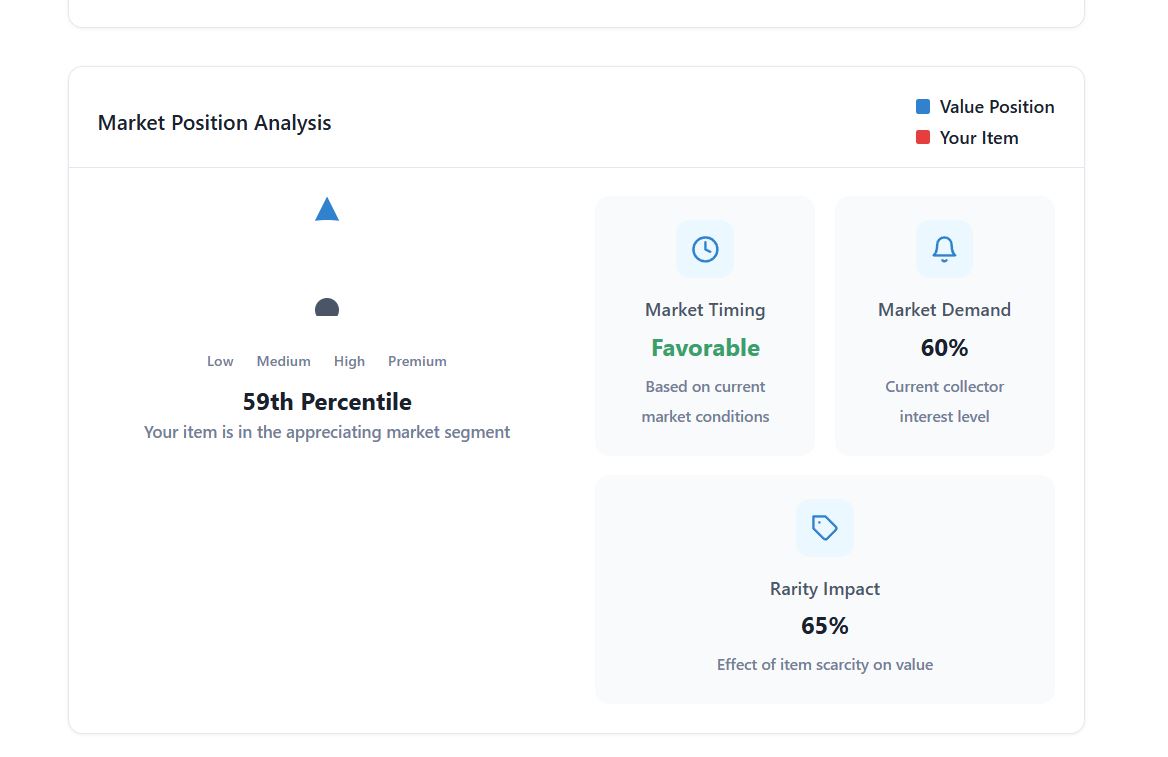 Market Position Analysis
Value Position
Your Item
Low Medium High Premium
59th Percentile
Your item is in the appreciating market segment
Market Timing
Favorable
Based on current
market conditions
Market Demand
60%
Current collector
interest level
Rarity Impact
65%
Effect of item scarcity on value